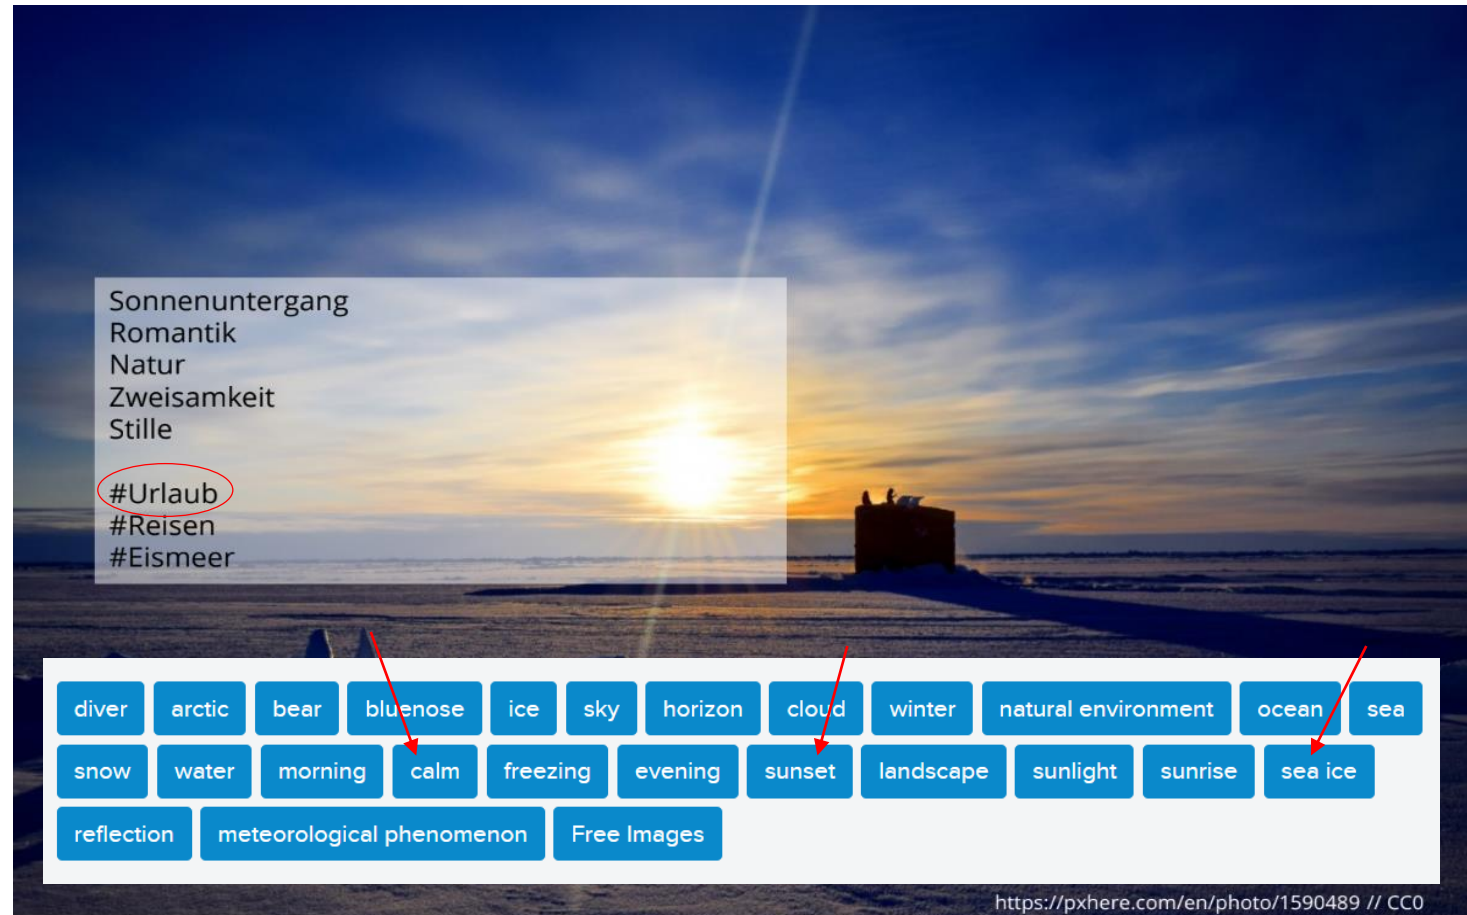 Sonnenuntergang
Romantik
Natur
Zweisamkeit
Stille
#Urlaub
#Reisen
#Eismeer
diver arctic bear bluenose ice sky horizon cloud winter natural environment ocean sea
snow water morning calm freezing evening sunset landscape sunlight sunrise sea ice
reflection meteorological phenomenon Free Images
https://pxhere.com/en/photo/1590489 // CC0